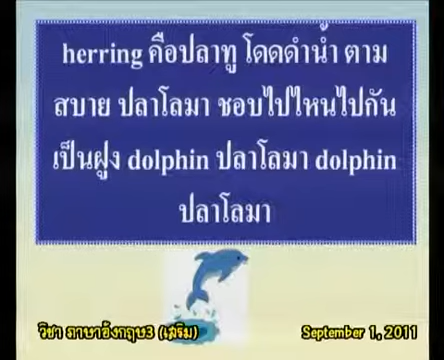 herring คือปลาทู โดดดำน้ำ ตาม
สบาย ปลาโลมา ชอบไปไหนไปกัน
เป็นฝูง dolphin ปลาโลมา dolphin
ปลาโลมา
วิชา ภาษาอังกฤษ3 (เสริม)
September 1, 2011